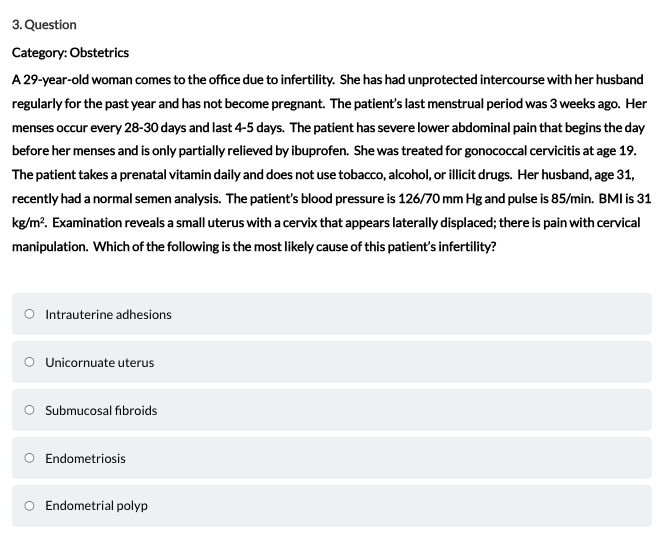 3. Question
Category: Obstetrics
A 29-year-old woman comes to the office due to infertility. She has had unprotected intercourse with her husband
regularly for the past year and has not become pregnant. The patient's last menstrual period was 3 weeks ago. Her
menses occur every 28-30 days and last 4-5 days. The patient has severe lower abdominal pain that begins the day
before her menses and is only partially relieved by ibuprofen. She was treated for gonococcal cervicitis at age 19.
The patient takes a prenatal vitamin daily and does not use tobacco, alcohol, or illicit drugs. Her husband, age 31,
recently had a normal semen analysis. The patient's blood pressure is 126/70 mm Hg and pulse is 85/min. BMI is 31
kg/m². Examination reveals a small uterus with a cervix that appears laterally displaced; there is pain with cervical
manipulation. Which of the following is the most likely cause of this patient's infertility?
Intrauterine adhesions
Unicornuate uterus
Submucosal fibroids
Endometriosis
Endometrial polyp